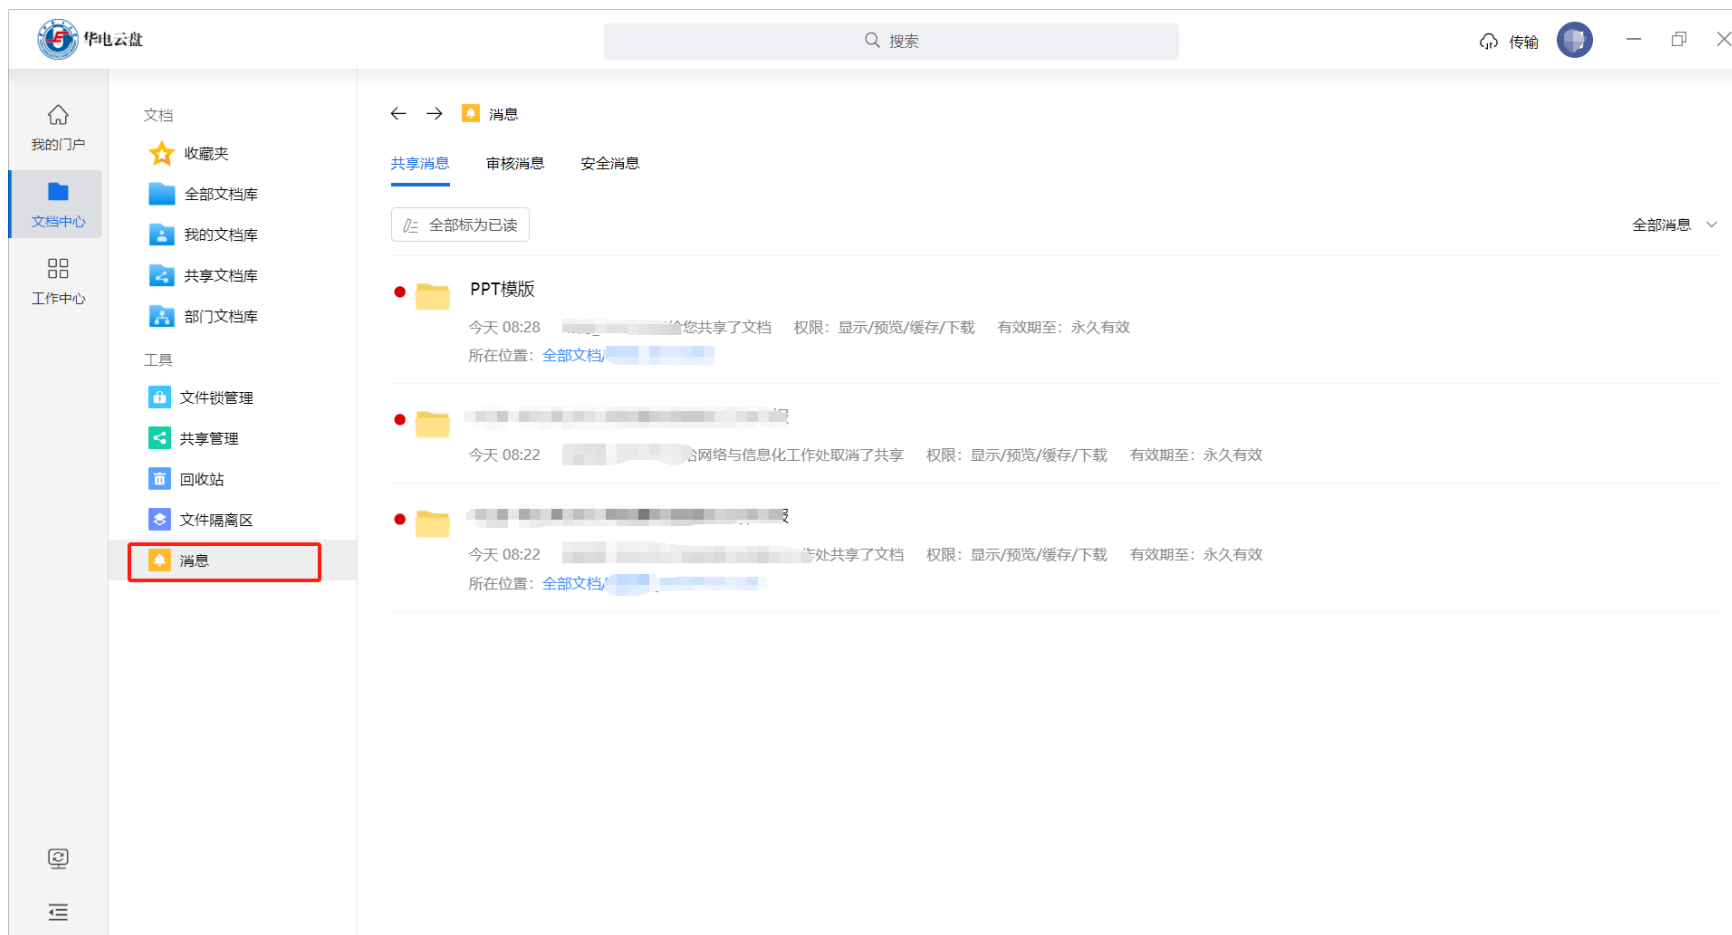 华电云盘
搜索
传输
我的门户
文档中心
工作中心
文档
收藏夹
全部文档库
我的文档库
共享文档库
部门文档库
工具
文件锁管理
共享管理
回收站
文件隔离区
消息
消息
共享消息 审核消息 安全消息
全部标为已读
全部消息
PPT模版
今天 08:28 给您共享了文档 权限：显示/预览/缓存/下载 有效期至：永久有效
所在位置：全部文档/
今天 08:22 网络与信息化工作处取消了共享 权限：显示/预览/缓存/下载 有效期至：永久有效
今天 08:22 作处共享了文档 权限：显示/预览/缓存/下载 有效期至：永久有效
所在位置：全部文档/